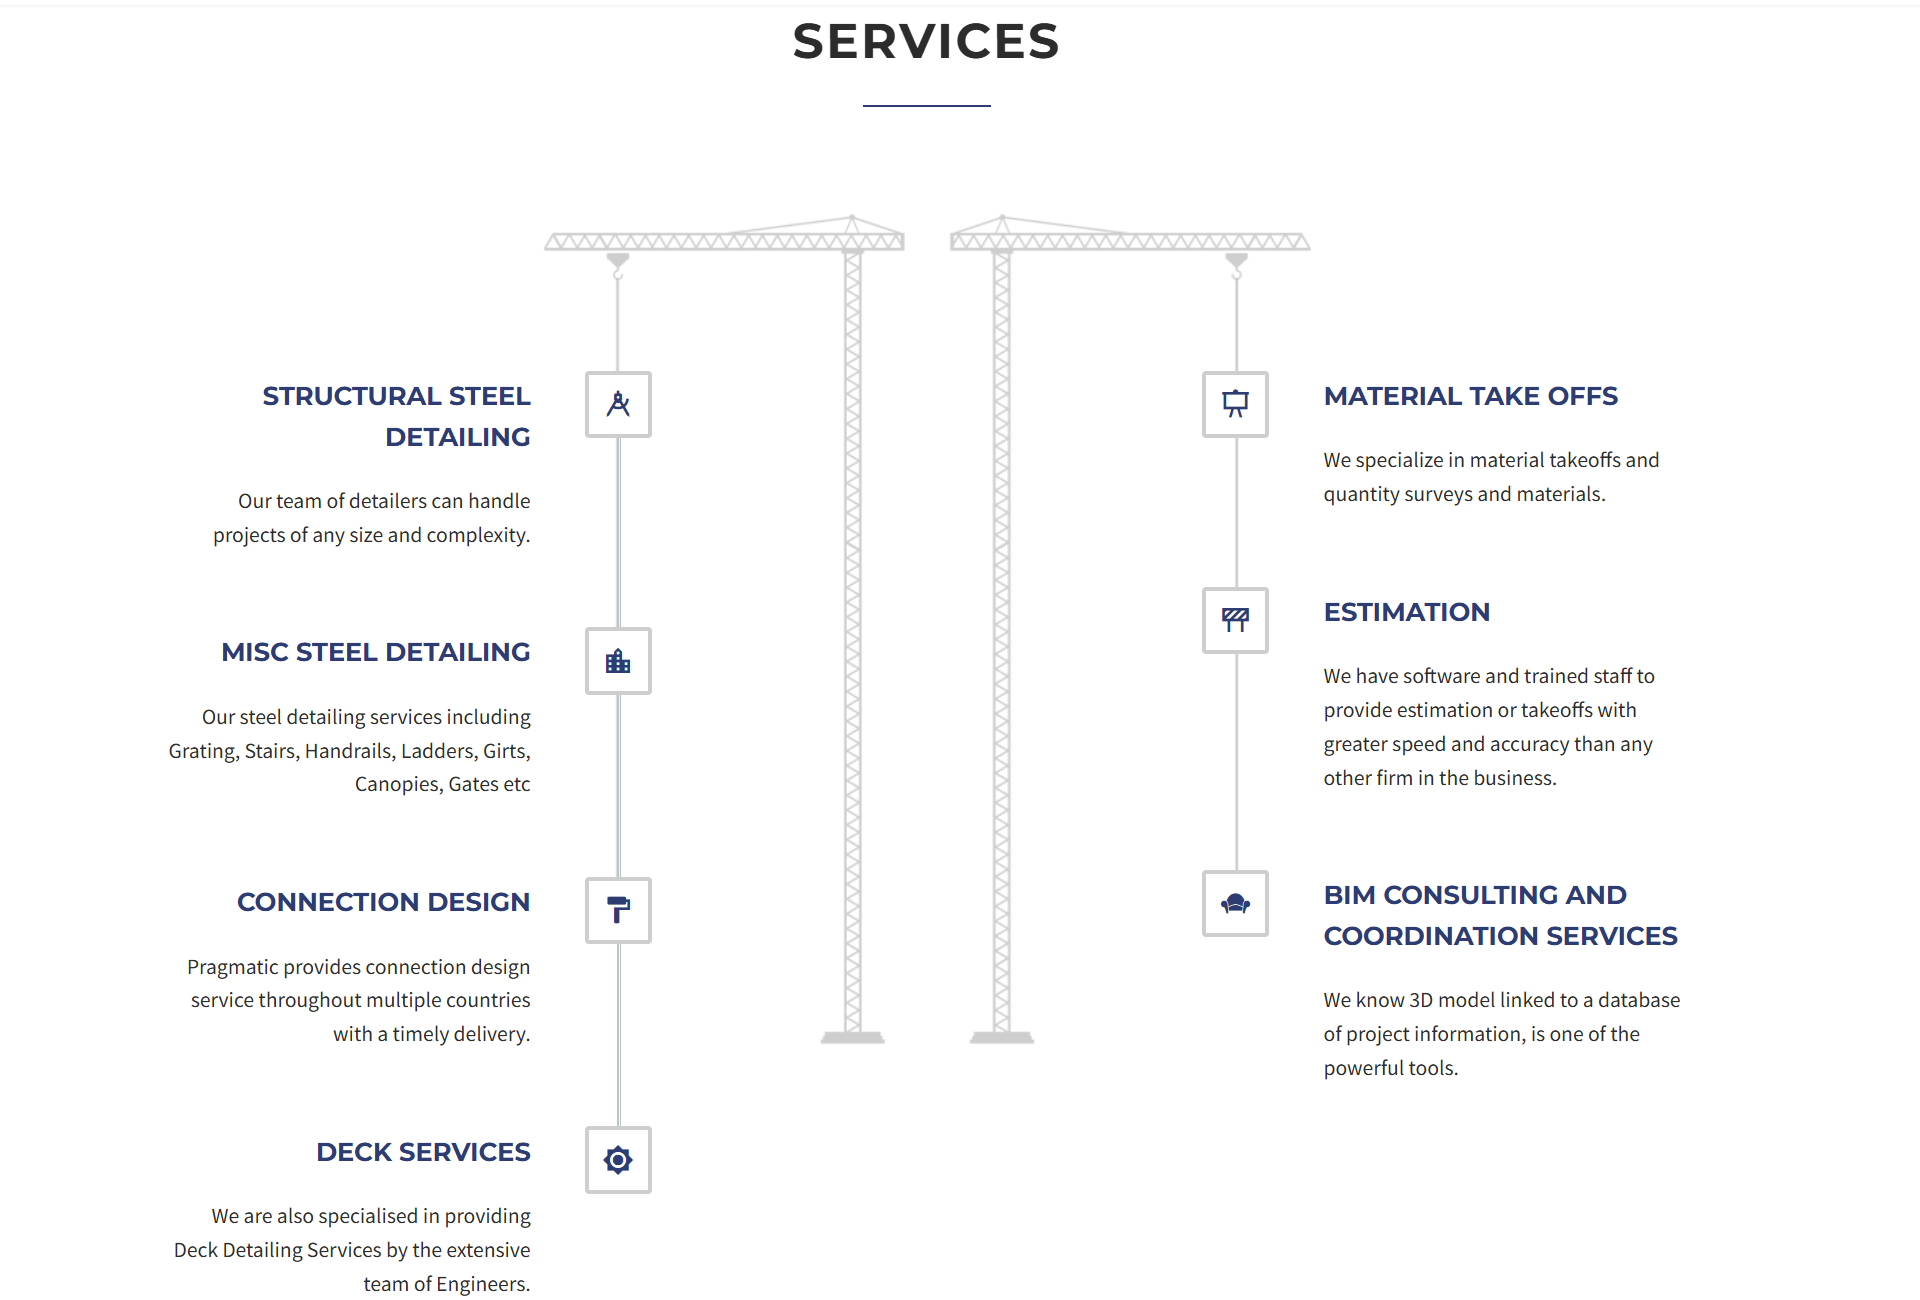 SERVICES
STRUCTURAL STEEL
DETAILING
Our team of detailers can handle
projects of any size and complexity.
MISC STEEL DETAILING
Our steel detailing services including
Grating, Stairs, Handrails, Ladders, Girts,
Canopies, Gates etc
CONNECTION DESIGN
Pragmatic provides connection design
service throughout multiple countries
with a timely delivery.
DECK SERVICES
We are also specialised in providing
Deck Detailing Services by the extensive
team of Engineers.
MATERIAL TAKE OFFS
We specialize in material takeoffs and
quantity surveys and materials.
ESTIMATION
We have software and trained staff to
provide estimation or takeoffs with
greater speed and accuracy than any
other firm in the business.
BIM CONSULTING AND
COORDINATION SERVICES
We know 3D model linked to a database
of project information, is one of the
powerful tools.